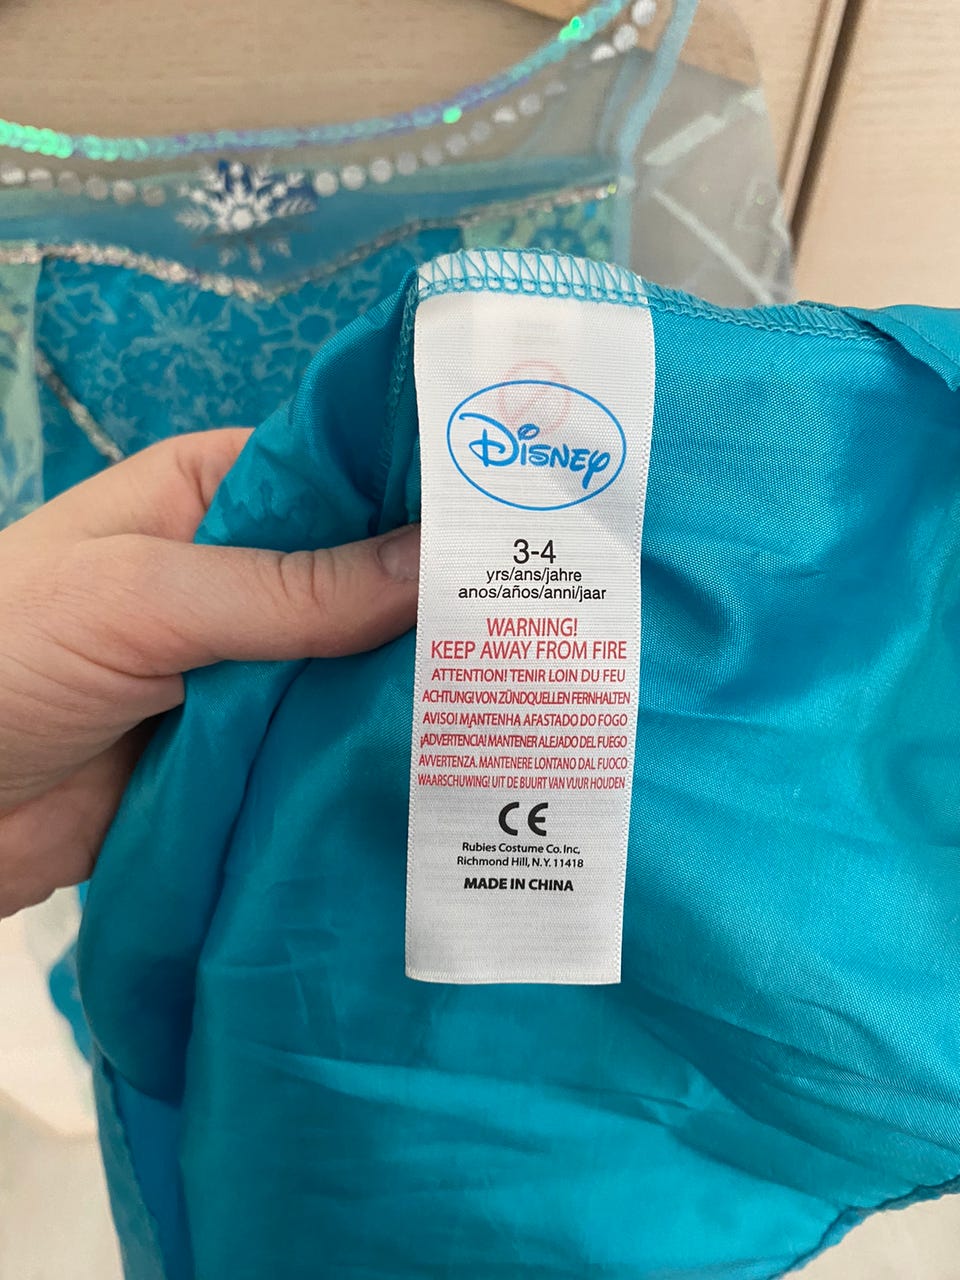 Disney
3-4
yrs/ans/jahre
anos/años/anni/jaar
WARNING!
KEEP AWAY FROM FIRE
ATTENTION! TENIR LOIN DU FEU
ACHTUNG! VON ZÜNDQUELLEN FERNHALTEN
AVISO! MANTENHA AFASTADO DO FOGO
¡ADVERTENCIA! MANTENER ALEJADO DEL FUEGO
AVVERTENZA. MANTENERE LONTANO DAL FUOCO
WAARSCHUWING! UIT DE BUURT VAN VUUR HOUDEN
CE
Rubies Costume Co. Inc,
Richmond Hill, N.Y. 11418
MADE IN CHINA